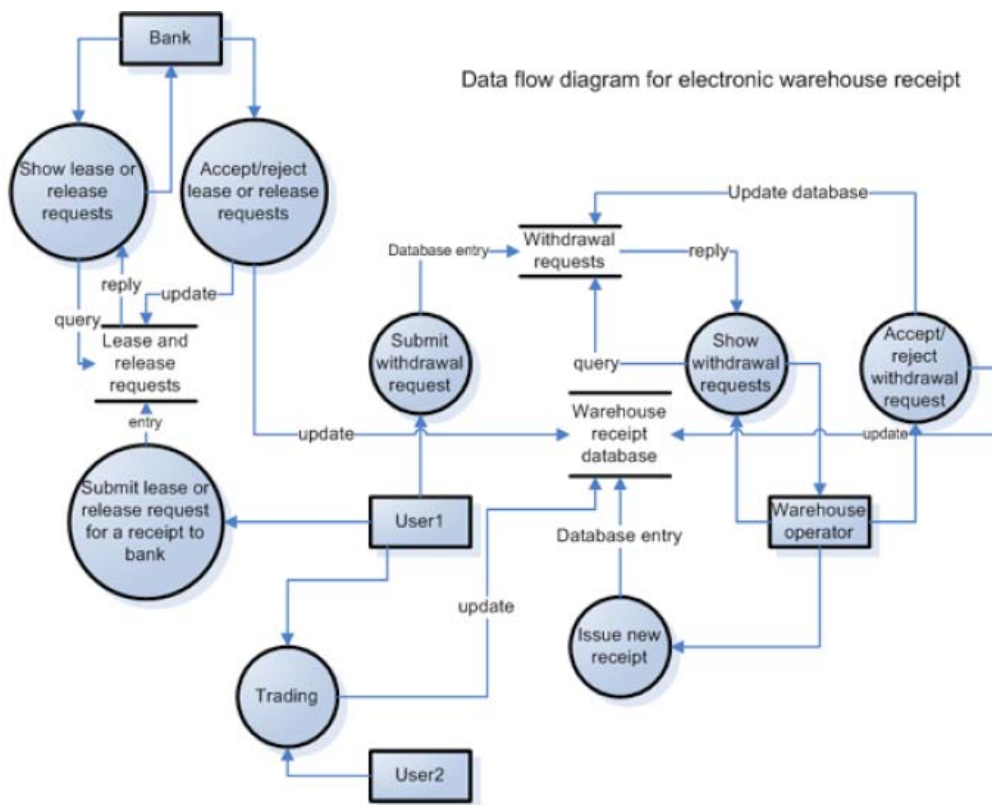 Bank
Data flow diagram for electronic warehouse receipt
Show lease or
release
requests
Accept/reject
lease or release
requests
Update database
Database entry
Withdrawal
requests
reply
reply
update
query
Lease and
release
requests
Submit
withdrawal
request
query
Show
withdrawal
requests
Accept/
reject
withdrawal
request
entry
update
Warehouse
receipt
database
update
Submit lease or
release request
for a receipt to
bank
User1
Database entry
Warehouse
operator
update
Issue new
receipt
Trading
User2